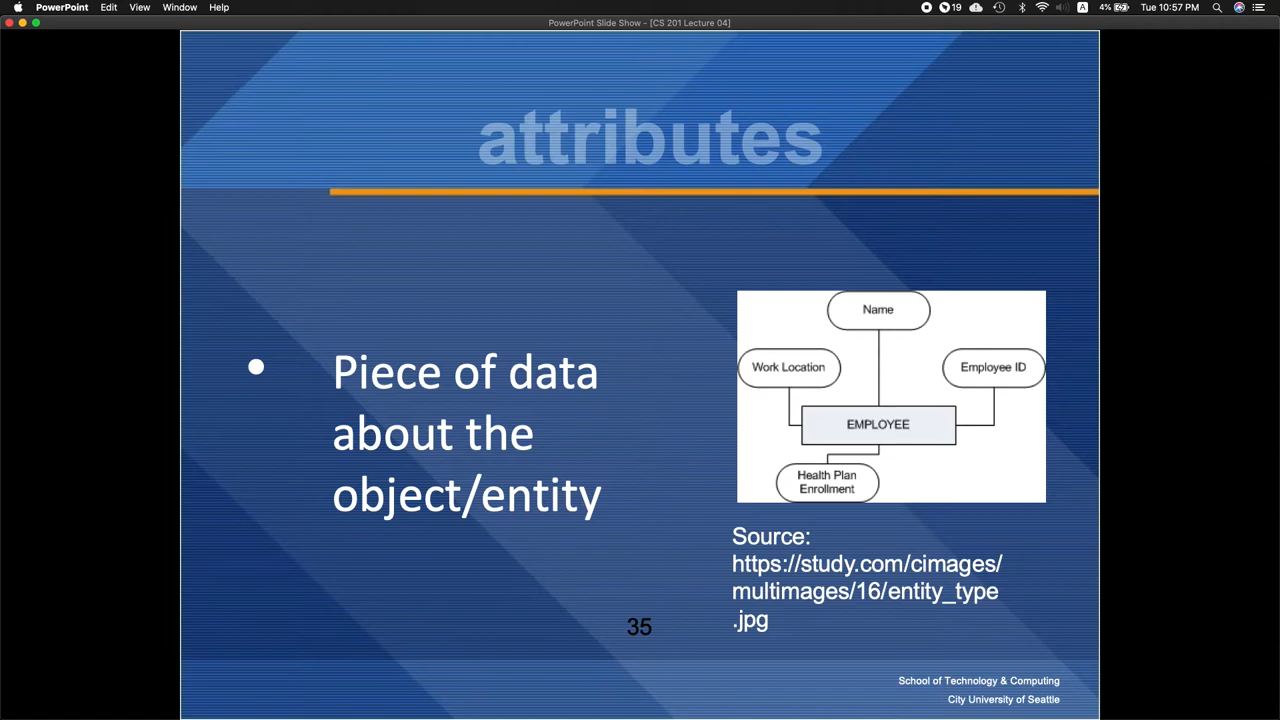 PowerPoint Edit View Window Help 19 A 4% Tue 10:57 PM
PowerPoint Slide Show - [CS 201 Lecture 04]
attributes
• Piece of data
about the
object/entity
Name
Work Location
Employee ID
EMPLOYEE
Health Plan
Enrollment
Source:
https://study.com/cimages/
multimages/16/entity_type
.jpg
35
School of Technology & Computing
City University of Seattle